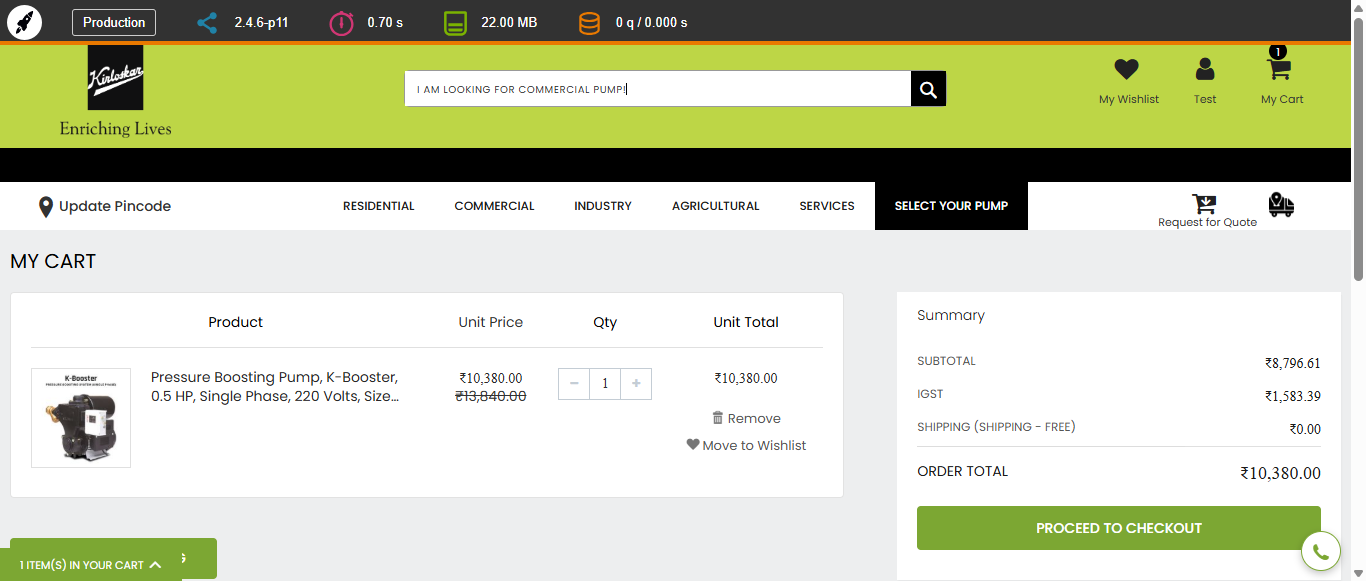 Production
2.4.6-p11
0.70 s
22.00 MB
0 q / 0.000 s
Kirloskar
Enriching Lives
I AM LOOKING FOR COMMERCIAL PUMP!
My Wishlist
Test
1
My Cart
Update Pincode
RESIDENTIAL
COMMERCIAL
INDUSTRY
AGRICULTURAL
SERVICES
SELECT YOUR PUMP
Request for Quote
MY CART
Product
Unit Price
Qty
Unit Total
K-Booster
Pressure Boosting Pump, K-Booster,
0.5 HP, Single Phase, 220 Volts, Size...
₹10,380.00
₹13,840.00
− 1 +
₹10,380.00
Remove
Move to Wishlist
Summary
SUBTOTAL ₹8,796.61
IGST ₹1,583.39
SHIPPING (SHIPPING - FREE) ₹0.00
ORDER TOTAL ₹10,380.00
PROCEED TO CHECKOUT
1 ITEM(S) IN YOUR CART